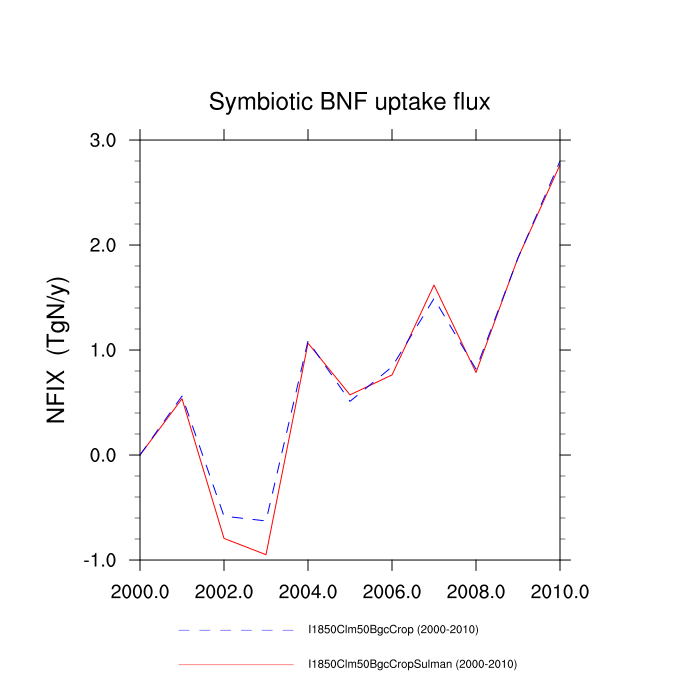 Symbiotic BNF uptake flux
3.0
2.0
1.0
0.0
-1.0
NFIX (TgN/y)
2000.0 2002.0 2004.0 2006.0 2008.0 2010.0
I1850Clm50BgcCrop (2000-2010)
I1850Clm50BgcCropSulman (2000-2010)